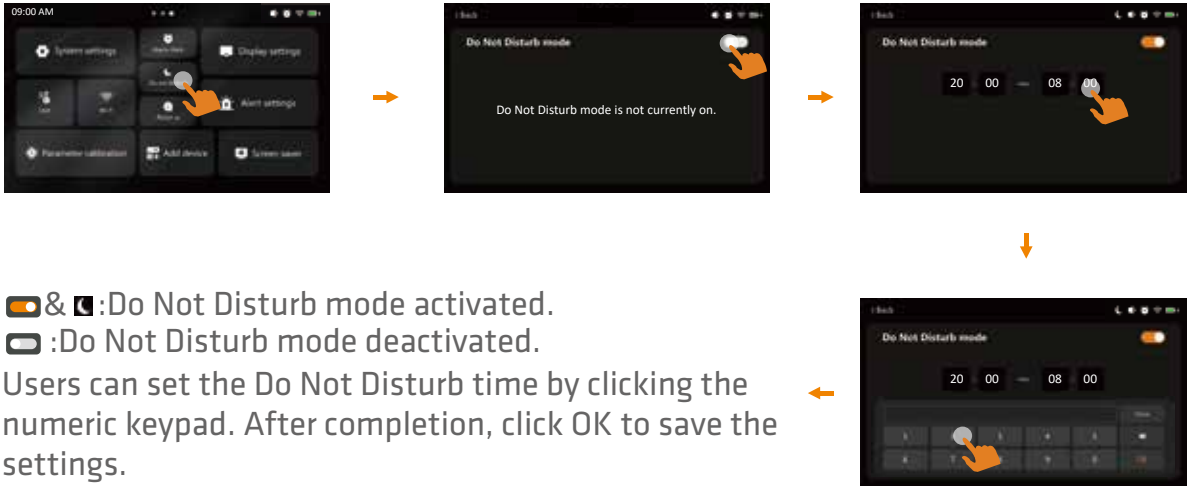 09:00 AM
System settings
Display settings
Alert settings
Parameter calibration
Add device
Screen saver
Back
Do Not Disturb mode
Do Not Disturb mode is not currently on.
Back
Do Not Disturb mode
20 00 — 08 00
& :Do Not Disturb mode activated.
:Do Not Disturb mode deactivated.
Users can set the Do Not Disturb time by clicking the
numeric keypad. After completion, click OK to save the
settings.
Back
Do Not Disturb mode
20 00 — 08 00